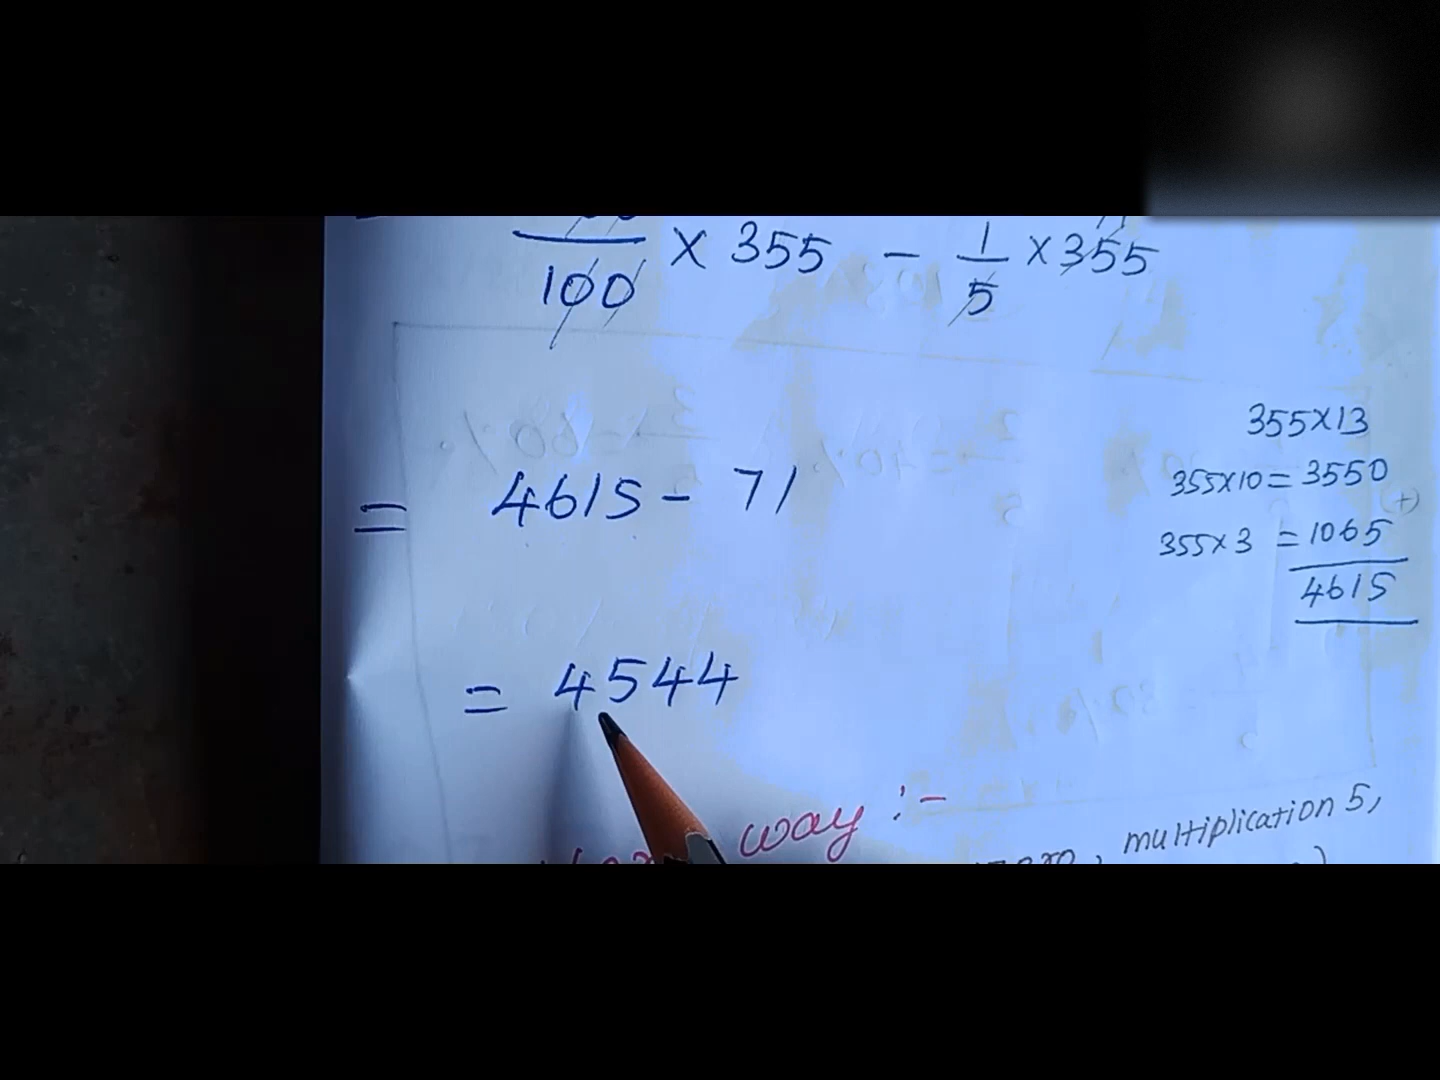 100 × 355 - 1/5 × 355
355×13
355×10 = 3550
(+)
= 4615 - 71
355×3 = 1065
4615
= 4544
way :-
multiplication 5,